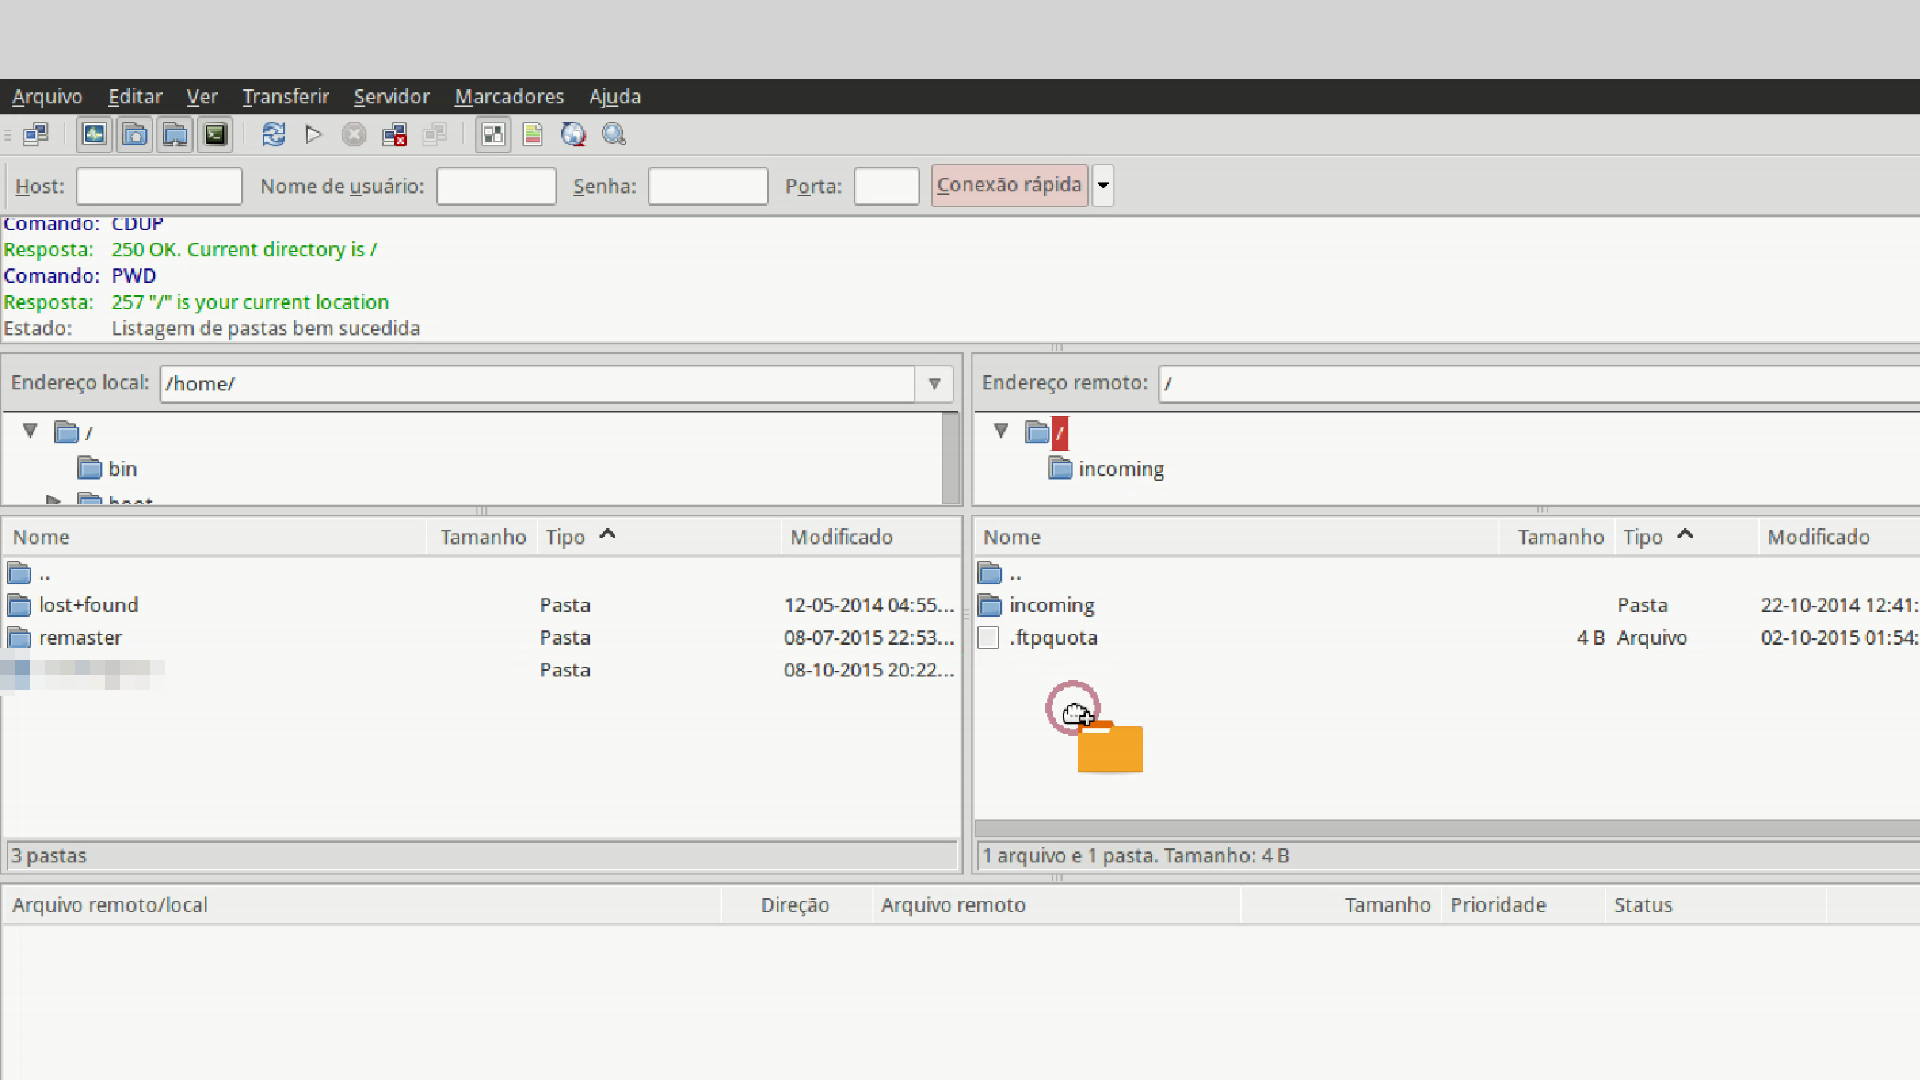 Arquivo Editar Ver Transferir Servidor Marcadores Ajuda
Host: Nome de usuário: Senha: Porta: Conexão rápida
Comando: CDUP
Resposta: 250 OK. Current directory is /
Comando: PWD
Resposta: 257 "/" is your current location
Estado: Listagem de pastas bem sucedida
Endereço local: /home/
/
bin
boot
Endereço remoto: /
/
incoming
Nome Tamanho Tipo Modificado
..
lost+found Pasta 12-05-2014 04:55...
remaster Pasta 08-07-2015 22:53...
Pasta 08-10-2015 20:22...
3 pastas
Nome Tamanho Tipo Modificado
..
incoming Pasta 22-10-2014 12:41:
.ftpquota 4 B Arquivo 02-10-2015 01:54:
1 arquivo e 1 pasta. Tamanho: 4 B
Arquivo remoto/local Direção Arquivo remoto Tamanho Prioridade Status